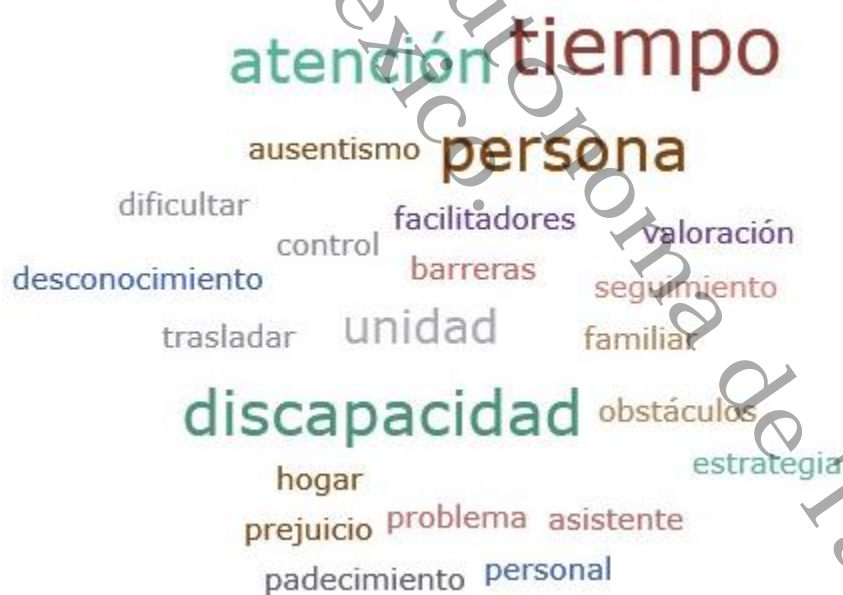 atención tiempo
ausentismo persona
dificultar
facilitadores
valoración
control
barreras
desconocimiento
seguimiento
unidad
trasladar
familiar
discapacidad
obstáculos
estrategia
hogar
prejuicio problema asistente
padecimiento personal